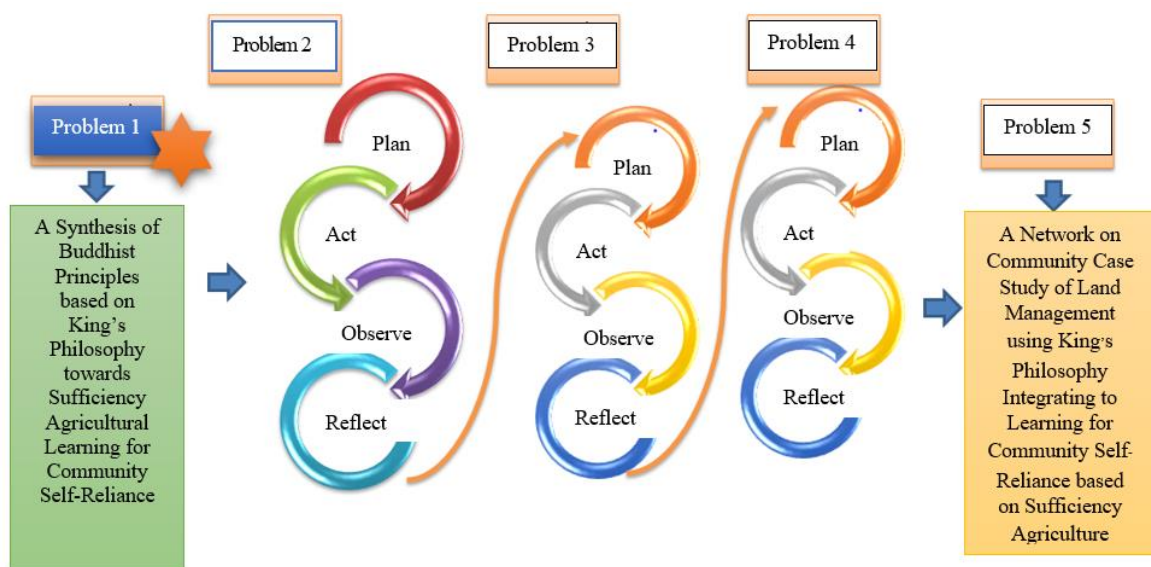 Problem 1
A Synthesis of
Buddhist
Principles
based on
King’s
Philosophy
towards
Sufficiency
Agricultural
Learning for
Community
Self-Reliance
Problem 2
Plan
Act
Observe
Reflect
Problem 3
Plan
Act
Observe
Reflect
Problem 4
Plan
Act
Observe
Reflect
Problem 5
A Network on
Community Case
Study of Land
Management
using King’s
Philosophy
Integrating to
Learning for
Community Self-
Reliance based
on Sufficiency
Agriculture